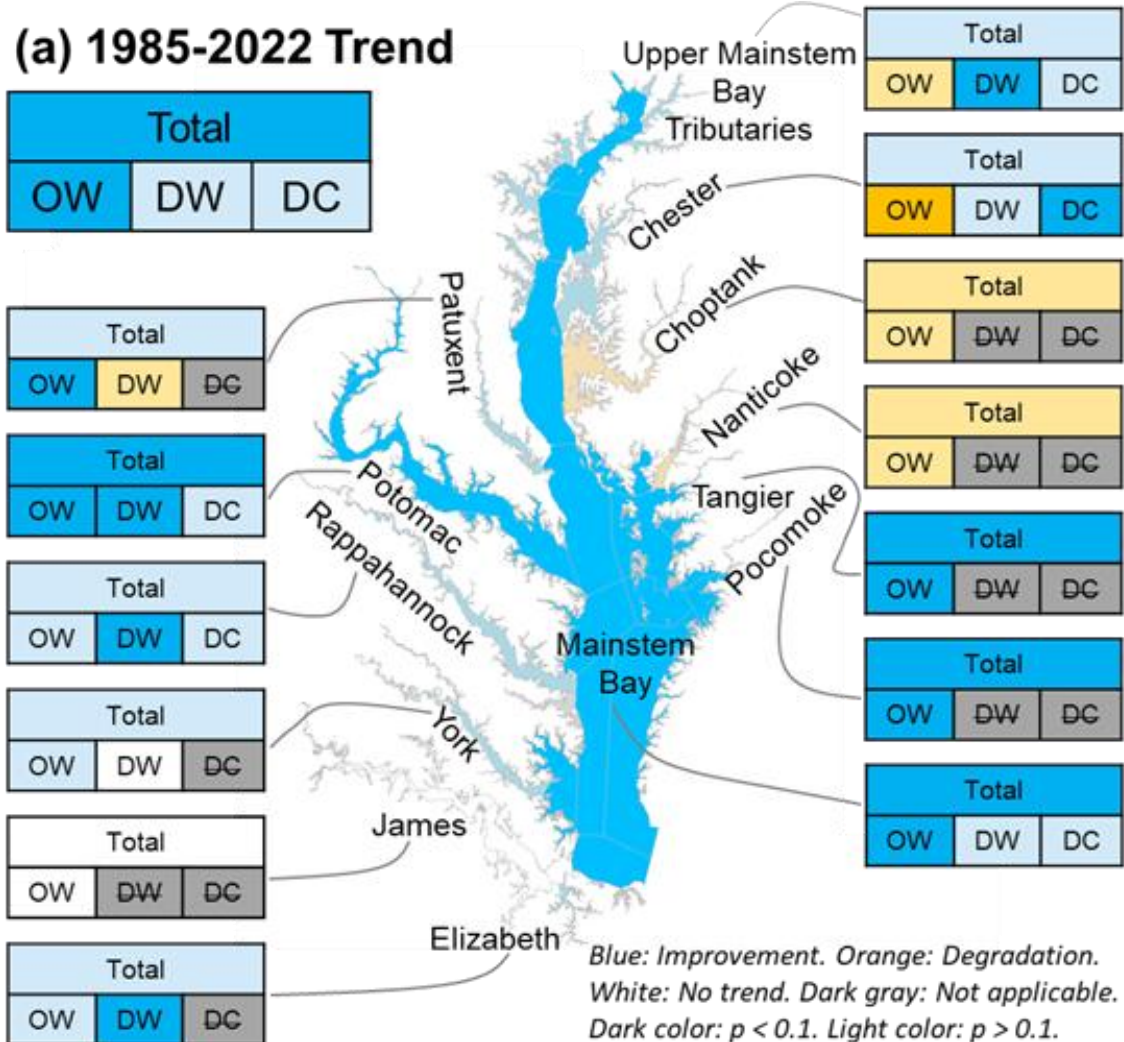 (a) 1985-2022 Trend
Total
OW DW DC
Upper Mainstem
Bay
Tributaries
Chester
Choptank
Nanticoke
Tangier
Pocomoke
Patuxent
Potomac
Rappahannock
Mainstem
Bay
York
James
Elizabeth
Total
OW DW DC
Total
OW DW DC
Total
OW DW DC
Total
OW DW DC
Total
OW DW DC
Total
OW DW DC
Total
OW DW DC
Total
OW DW DC
Total
OW DW DC
Total
OW DW DC
Total
OW DW DC
Total
OW DW DC
Total
OW DW DC
Blue: Improvement. Orange: Degradation.
White: No trend. Dark gray: Not applicable.
Dark color: p < 0.1. Light color: p > 0.1.